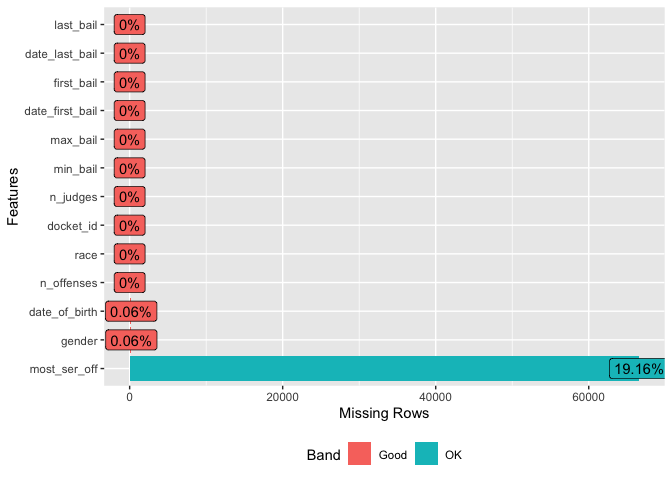 Features
last_bail 0%
date_last_bail 0%
first_bail 0%
date_first_bail 0%
max_bail 0%
min_bail 0%
n_judges 0%
docket_id 0%
race 0%
n_offenses 0%
date_of_birth 0.06%
gender 0.06%
most_ser_off 19.16%
0 20000 40000 60000
Missing Rows
Band Good OK